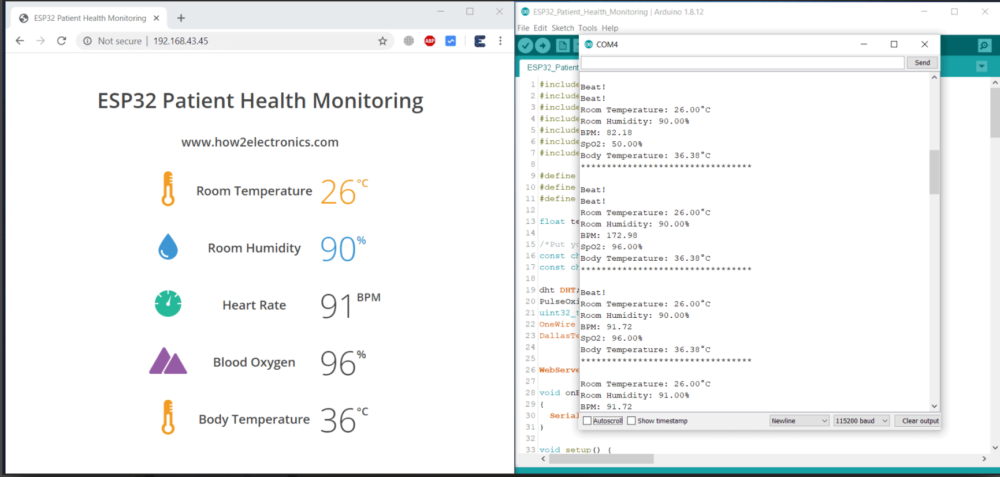 ESP32 Patient Health Monitoring
Not secure | 192.168.43.45
ABP
ESP32 Patient Health Monitoring
www.how2electronics.com
Room Temperature 26 °C
Room Humidity 90 %
Heart Rate 91 BPM
Blood Oxygen 96 %
Body Temperature 36 °C
ESP32_Patient_Health_Monitoring | Arduino 1.8.12
File Edit Sketch Tools Help
ESP32_Patient
1 #include
2 #include
3 #include
4 #include
5 #include
6 #include
7 #include
8
9 #define
10 #define
11 #define
12
13 float te
14
15 /*Put yo
16 const ch
17 const ch
18
19 dht DHT;
20 PulseOxi
21 uint32_t
22 OneWire
23 DallasTe
24
25
26 WebServe
27
28 void onB
29 {
30 Serial
31 }
32
33 void setup() {
COM4
Send
Beat!
Beat!
Room Temperature: 26.00°C
Room Humidity: 90.00%
BPM: 82.18
SpO2: 50.00%
Body Temperature: 36.38°C
*********************************
Beat!
Beat!
Room Temperature: 26.00°C
Room Humidity: 90.00%
BPM: 172.98
SpO2: 96.00%
Body Temperature: 36.38°C
*********************************
Beat!
Room Temperature: 26.00°C
Room Humidity: 90.00%
BPM: 91.72
SpO2: 96.00%
Body Temperature: 36.38°C
*********************************
Room Temperature: 26.00°C
Room Humidity: 91.00%
BPM: 91.72
Autoscroll Show timestamp Newline 115200 baud Clear output